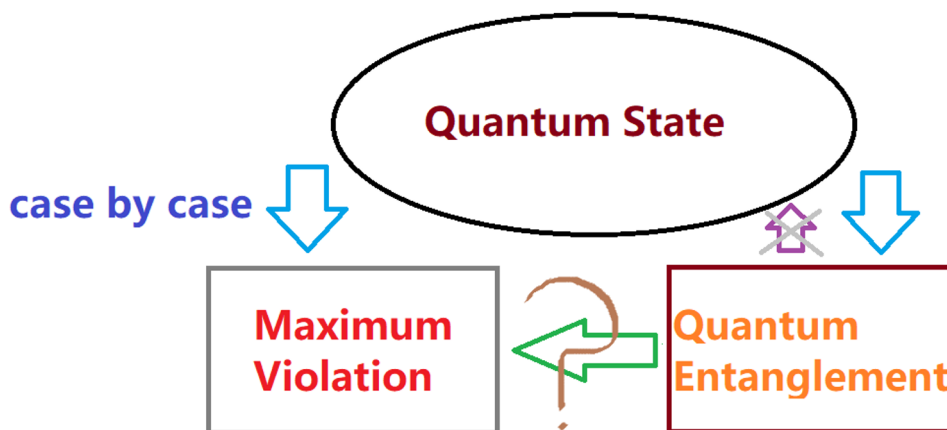 Quantum State
case by case
Maximum
Violation
Quantum
Entanglement
?